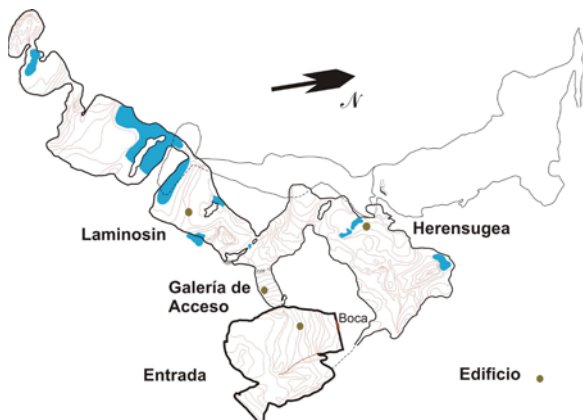 N
Laminosin
Herensugea
Galería de
Acceso
Boca
Entrada
Edificio